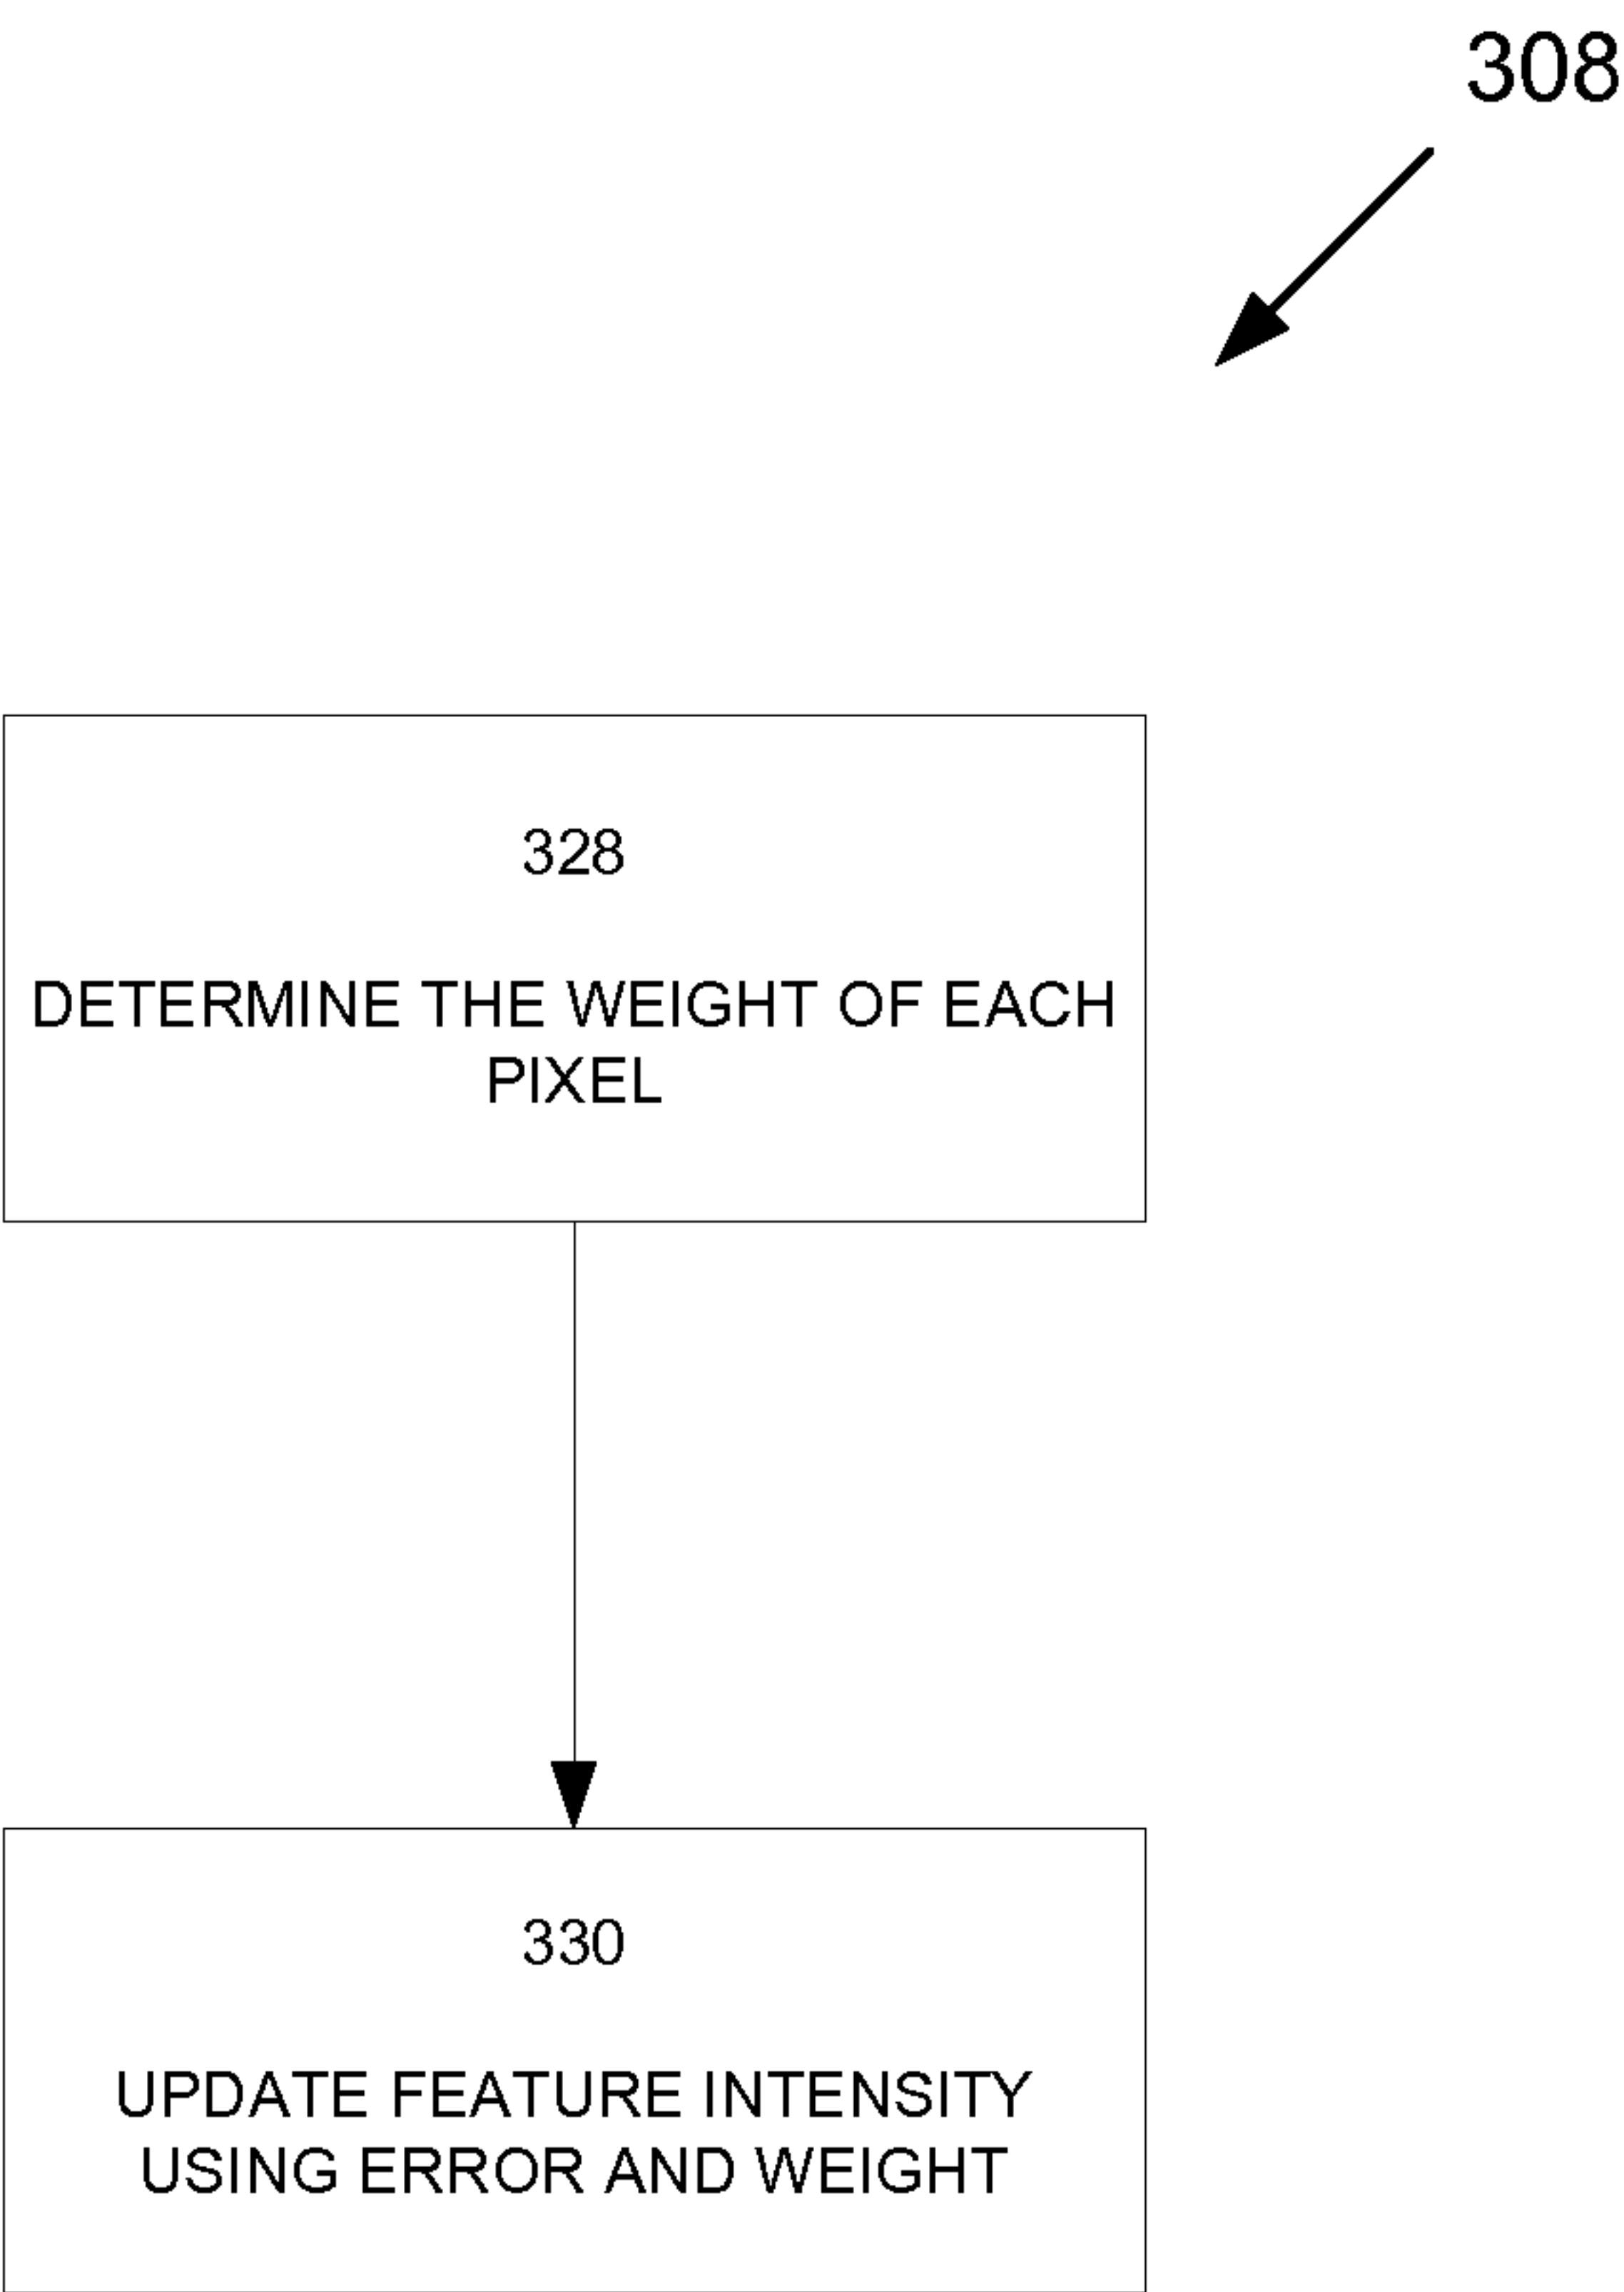 308
328
DETERMINE THE WEIGHT OF EACH
PIXEL
330
UPDATE FEATURE INTENSITY
USING ERROR AND WEIGHT